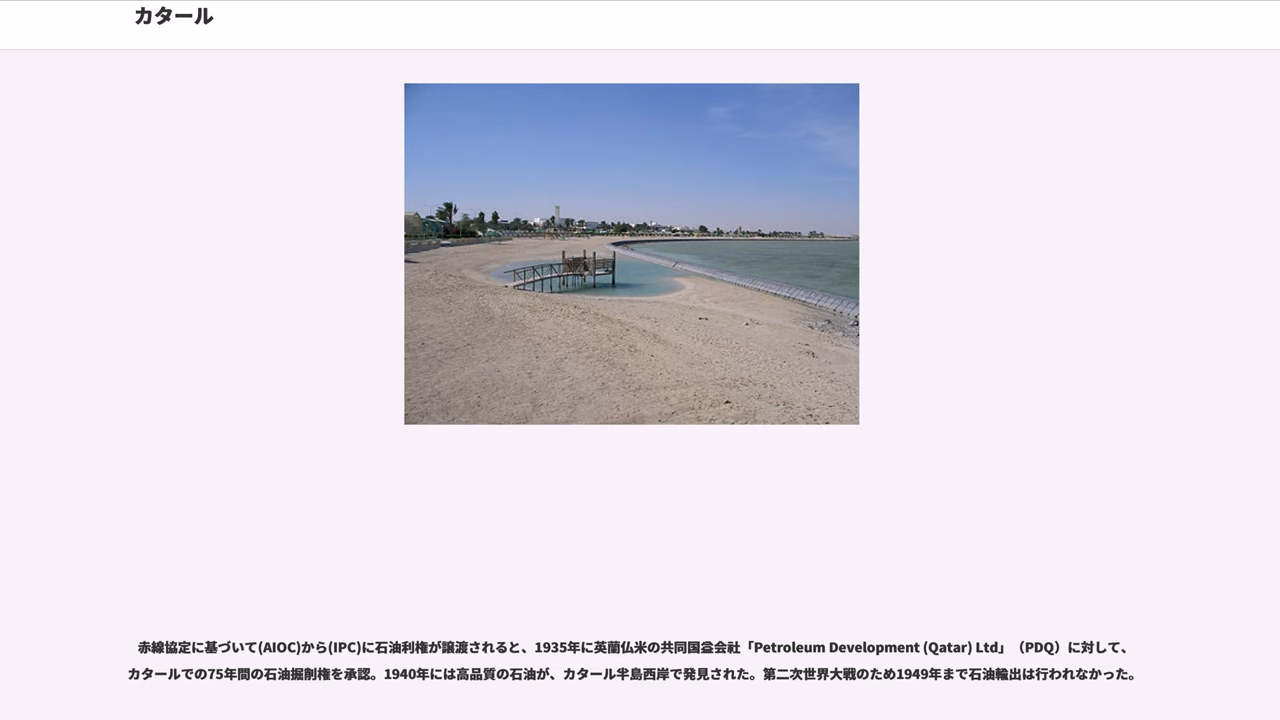 カタール
赤線協定に基づいて(AIOC)から(IPC)に石油利権が譲渡されると、1935年に英蘭仏米の共同国益会社「Petroleum Development (Qatar) Ltd」（PDQ）に対して、
カタールでの75年間の石油掘削権を承認。1940年には高品質の石油が、カタール半島西岸で発見された。第二次世界大戦のため1949年まで石油輸出は行われなかった。